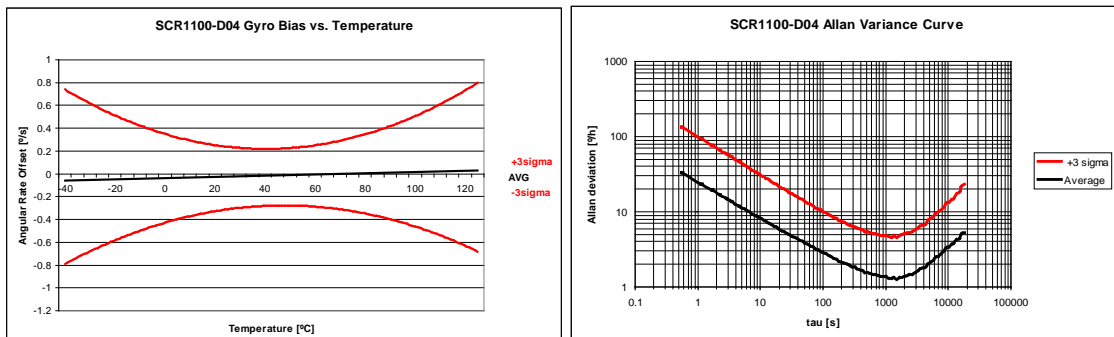 SCR1100-D04 Gyro Bias vs. Temperature
Angular Rate Offset [º/s]
1
0.8
0.6
0.4
0.2
0
-0.2
-0.4
-0.6
-0.8
-1
-1.2
-40 -20 0 20 40 60 80 100 120
Temperature [ºC]
+3sigma
AVG
-3sigma
SCR1100-D04 Allan Variance Curve
Allan deviation [º/h]
1000
100
10
1
0.1 1 10 100 1000 10000 100000
tau [s]
+3 sigma
Average